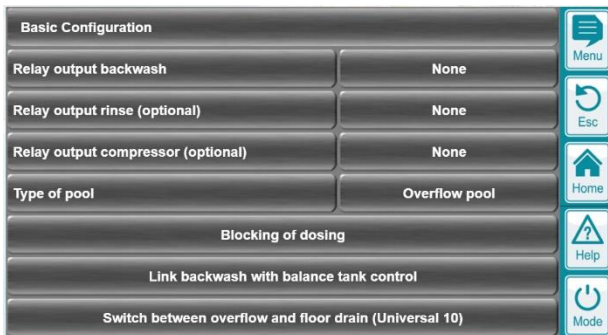 Basic Configuration
Relay output backwash
None
Relay output rinse (optional)
None
Relay output compressor (optional)
None
Type of pool
Overflow pool
Blocking of dosing
Link backwash with balance tank control
Switch between overflow and floor drain (Universal 10)
Menu
Esc
Home
?
Help
Mode